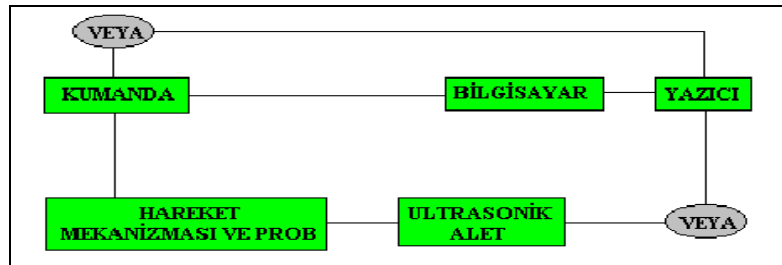 VEYA
KUMANDA
BİLGİSAYAR
YAZICI
HAREKET
MEKANİZMASI VE PROB
ULTRASONİK
ALET
VEYA